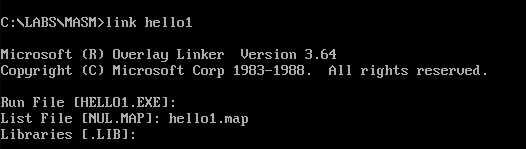 C:\LABS\MASM>link hello1
Microsoft (R) Overlay Linker  Version 3.64
Copyright (C) Microsoft Corp 1983-1988.  All rights reserved.
Run File [HELLO1.EXE]:
List File [NUL.MAP]: hello1.map
Libraries [.LIB]: